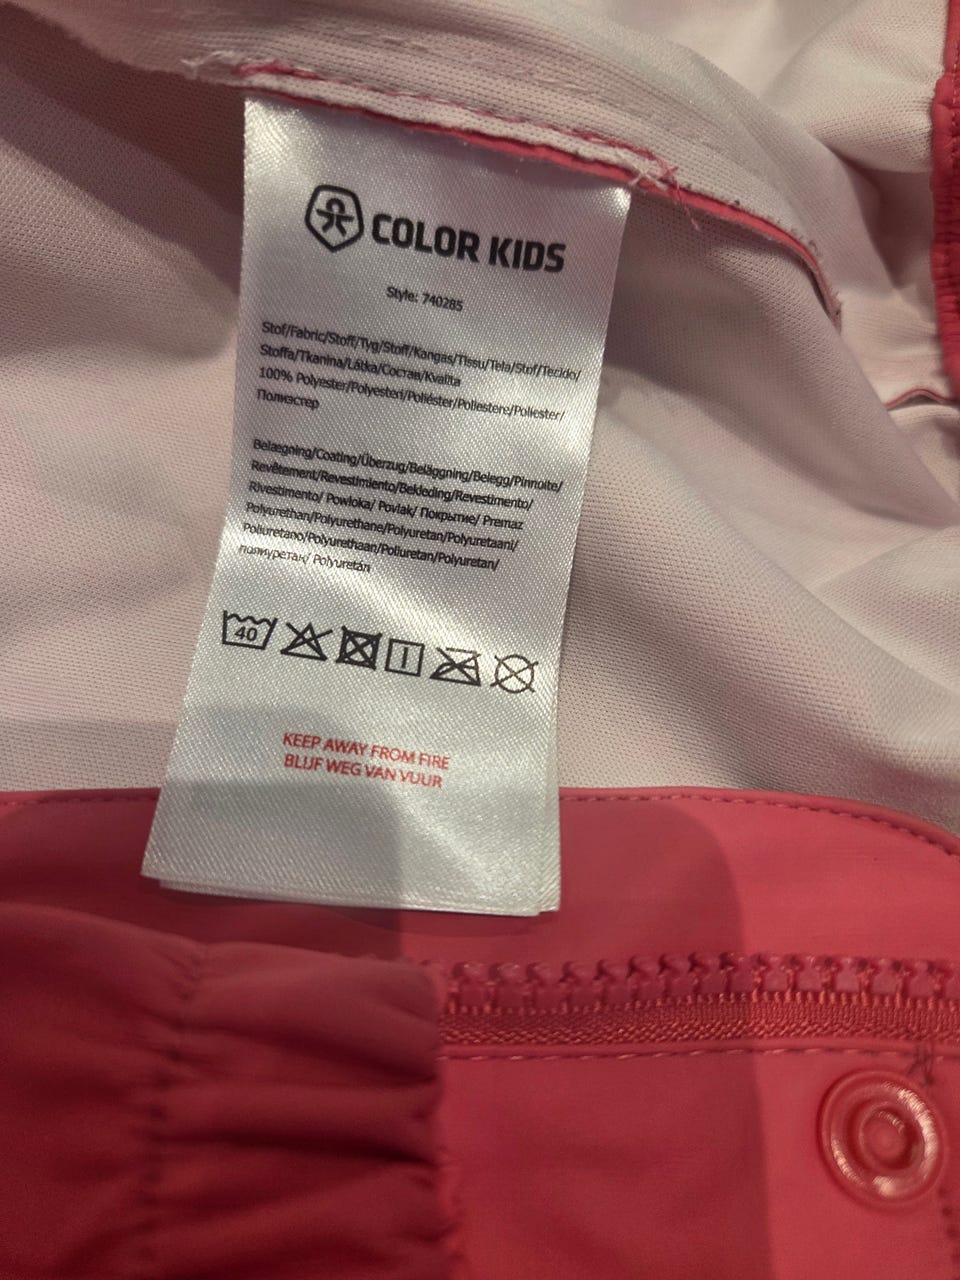 COLOR KIDS
Style: 740285
Stof/Fabric/Stoff/Tyg/Stoff/Kangas/Tissu/Tela/Stof/Tecido/
Stoffa/Tkanina/Látka/Состав/Kvalita
100% Polyester/Polyesteri/Poliéster/Poliestere/Poliester/
Полиэстер
Belægning/Coating/Überzug/Beläggning/Belegg/Pinnoite/
Revêtement/Revestimiento/Bekleding/Revestimento/
Rivestimento/ Powloka/ Povlak/ Покрытие/ Premaz
Polyurethan/Polyurethane/Polyuretan/Polyuretaani/
Poliuretano/Polyurethaan/Poliuretan/Polyuretan/
полиуретан/ Polyuretán
40
KEEP AWAY FROM FIRE
BLIJF WEG VAN VUUR